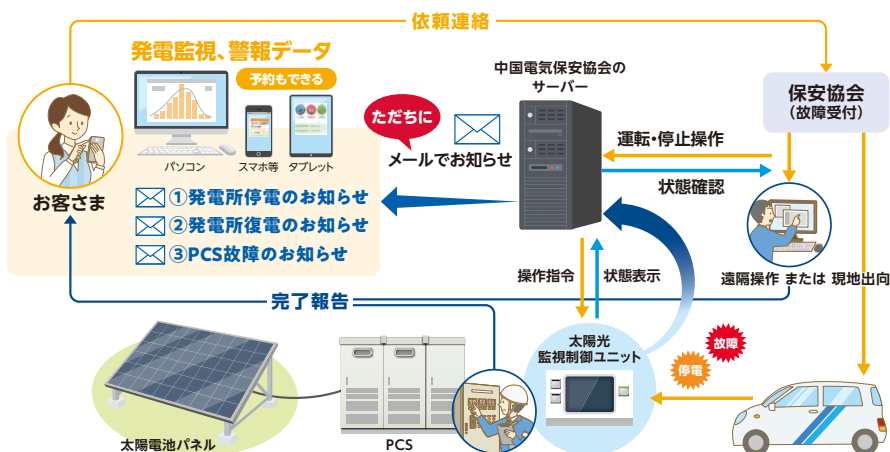 依頼連絡
発電監視、警報データ
予約もできる
パソコン
スマホ等
タブレット
お客さま
ただちに
メールでお知らせ
①発電所停電のお知らせ
②発電所復電のお知らせ
③PCS故障のお知らせ
中国電気保安協会の
サーバー
運転・停止操作
状態確認
保安協会
（故障受付）
遠隔操作 または 現地出向
操作指令
状態表示
完了報告
太陽光
監視制御ユニット
故障
停電
太陽電池パネル
PCS